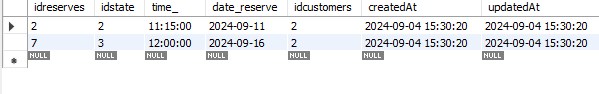 idreserves idstate time_ date_reserve idcustomers createdAt updatedAt
2 2 11:15:00 2024-09-11 2 2024-09-04 15:30:20 2024-09-04 15:30:20
7 3 12:00:00 2024-09-16 2 2024-09-04 15:30:20 2024-09-04 15:30:20
NULL NULL NULL NULL NULL NULL NULL